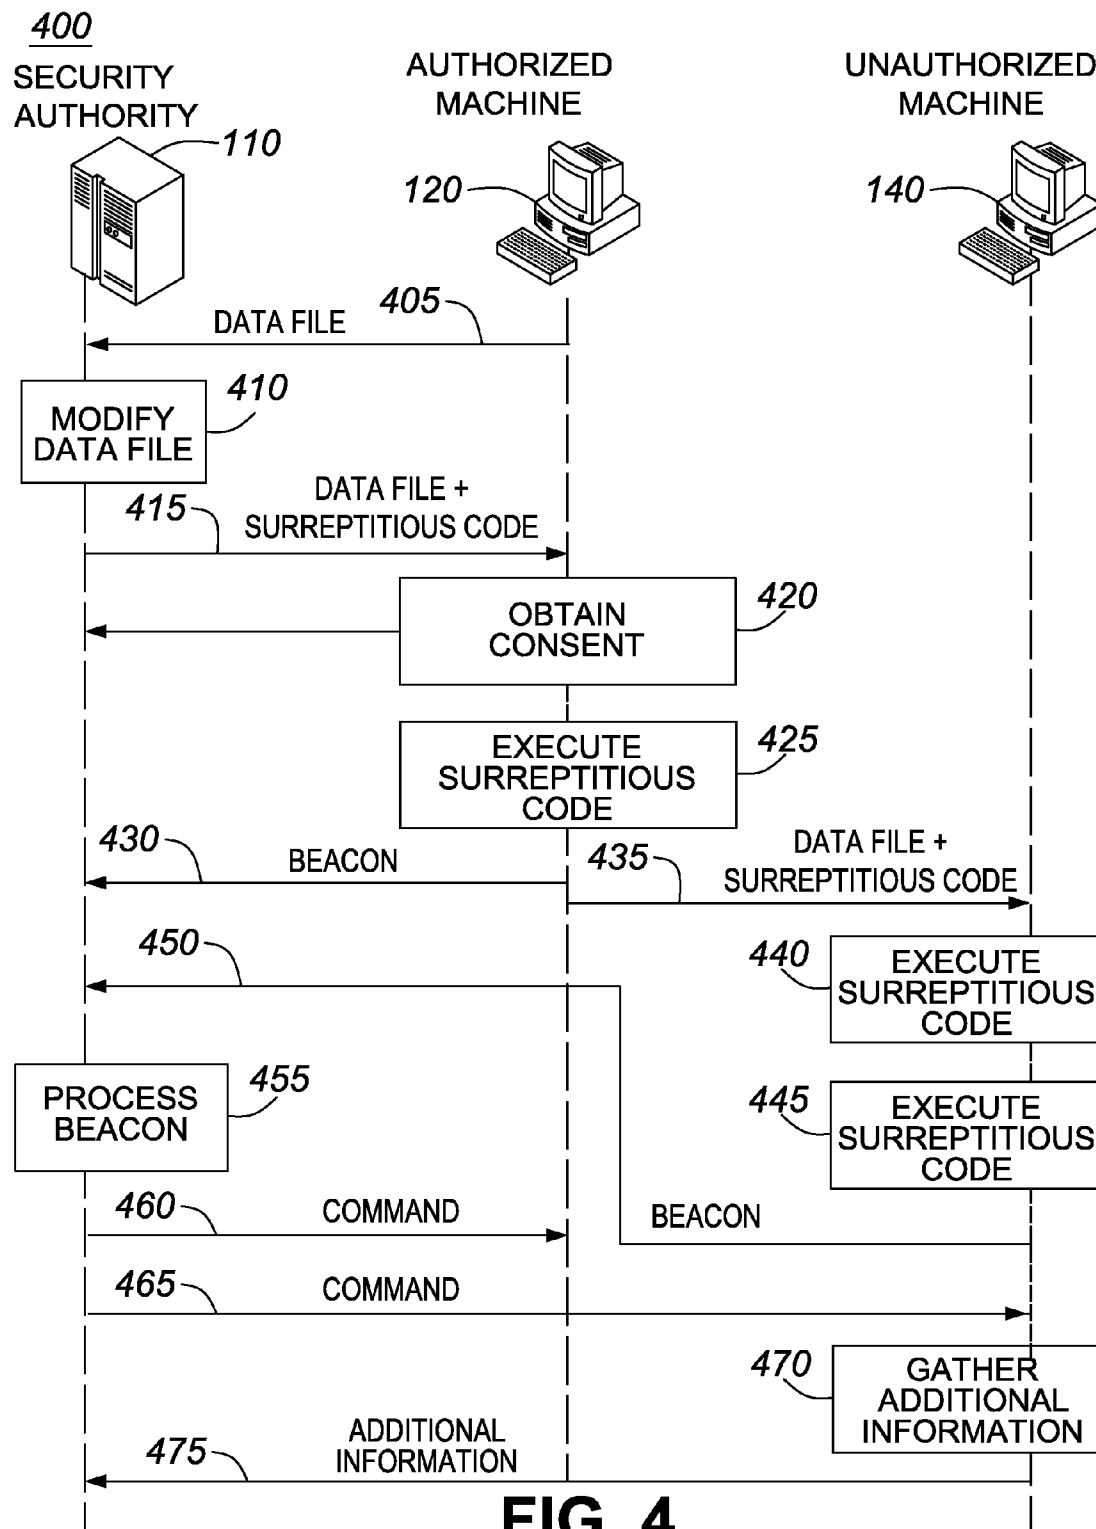 400
SECURITY
AUTHORITY
110
AUTHORIZED
MACHINE
120
UNAUTHORIZED
MACHINE
140
DATA FILE
405
MODIFY
DATA FILE
410
415
DATA FILE +
SURREPTITIOUS CODE
OBTAIN
CONSENT
420
EXECUTE
SURREPTITIOUS
CODE
425
430
BEACON
435
DATA FILE +
SURREPTITIOUS CODE
450
440
EXECUTE
SURREPTITIOUS
CODE
PROCESS
BEACON
455
445
EXECUTE
SURREPTITIOUS
CODE
460
COMMAND
BEACON
465
COMMAND
470
GATHER
ADDITIONAL
INFORMATION
475
ADDITIONAL
INFORMATION
FIG. 4